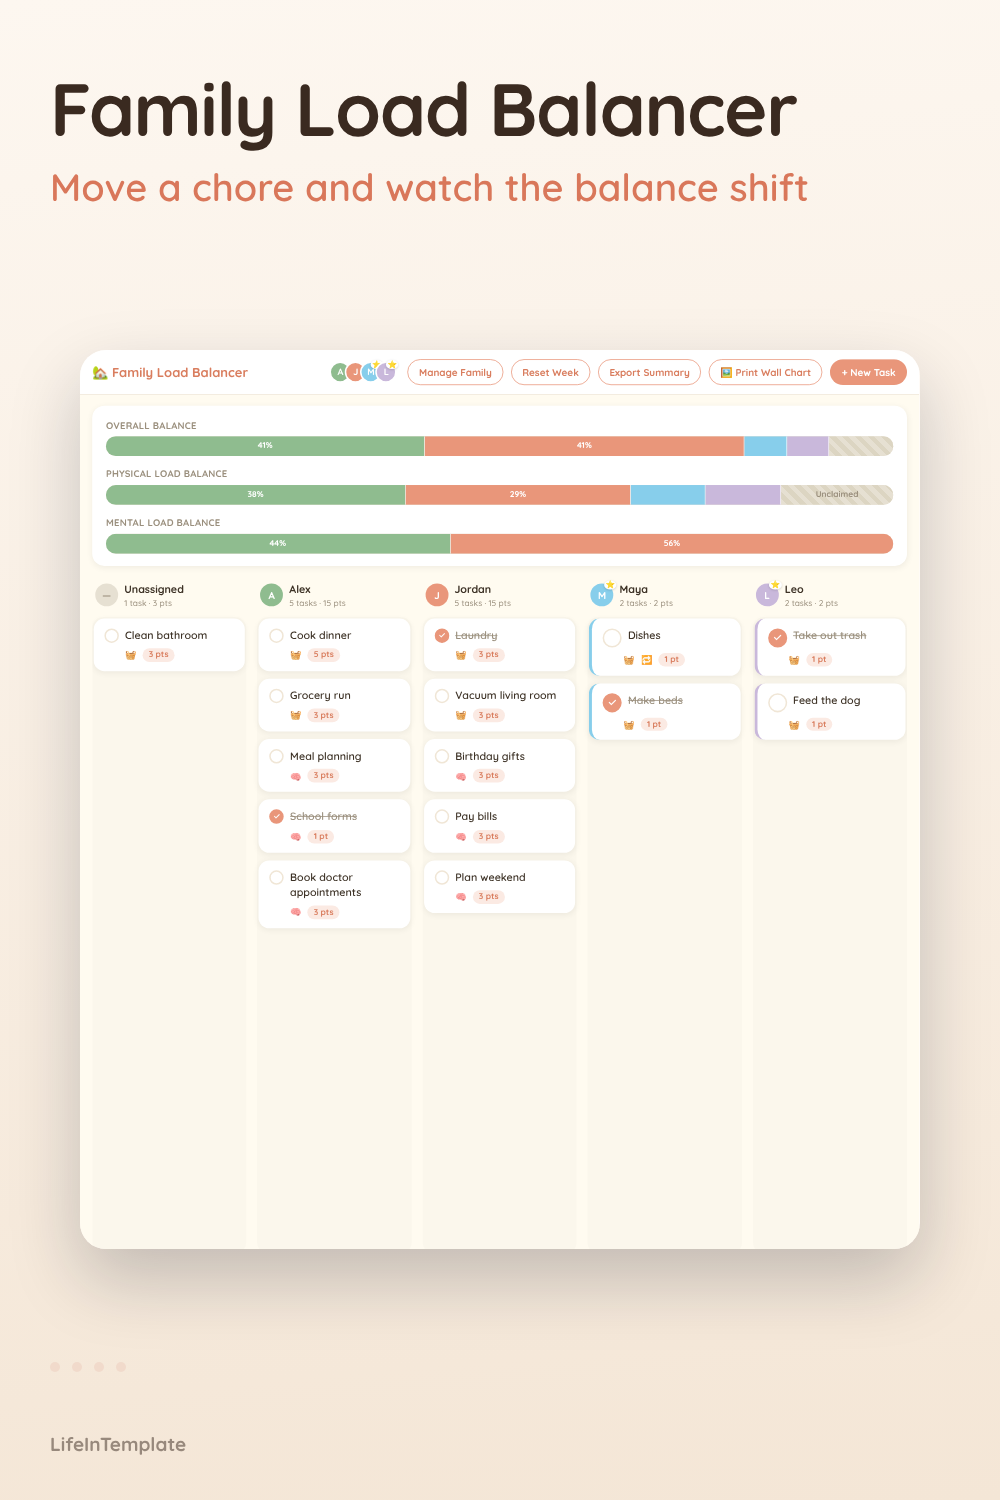 Family Load Balancer
Move a chore and watch the balance shift
🏡 Family Load Balancer
A J M L
Manage Family
Reset Week
Export Summary
🖼️ Print Wall Chart
+ New Task
OVERALL BALANCE
41% 41%
PHYSICAL LOAD BALANCE
38% 29% Unclaimed
MENTAL LOAD BALANCE
44% 56%
—
Unassigned
1 task · 3 pts
Clean bathroom
3 pts
A
Alex
5 tasks · 15 pts
Cook dinner
5 pts
Grocery run
3 pts
Meal planning
3 pts
School forms
1 pt
Book doctor
appointments
3 pts
J
Jordan
5 tasks · 15 pts
Laundry
3 pts
Vacuum living room
3 pts
Birthday gifts
3 pts
Pay bills
3 pts
Plan weekend
3 pts
M
Maya
2 tasks · 2 pts
Dishes
1 pt
Make beds
1 pt
L
Leo
2 tasks · 2 pts
Take out trash
1 pt
Feed the dog
1 pt
LifeInTemplate